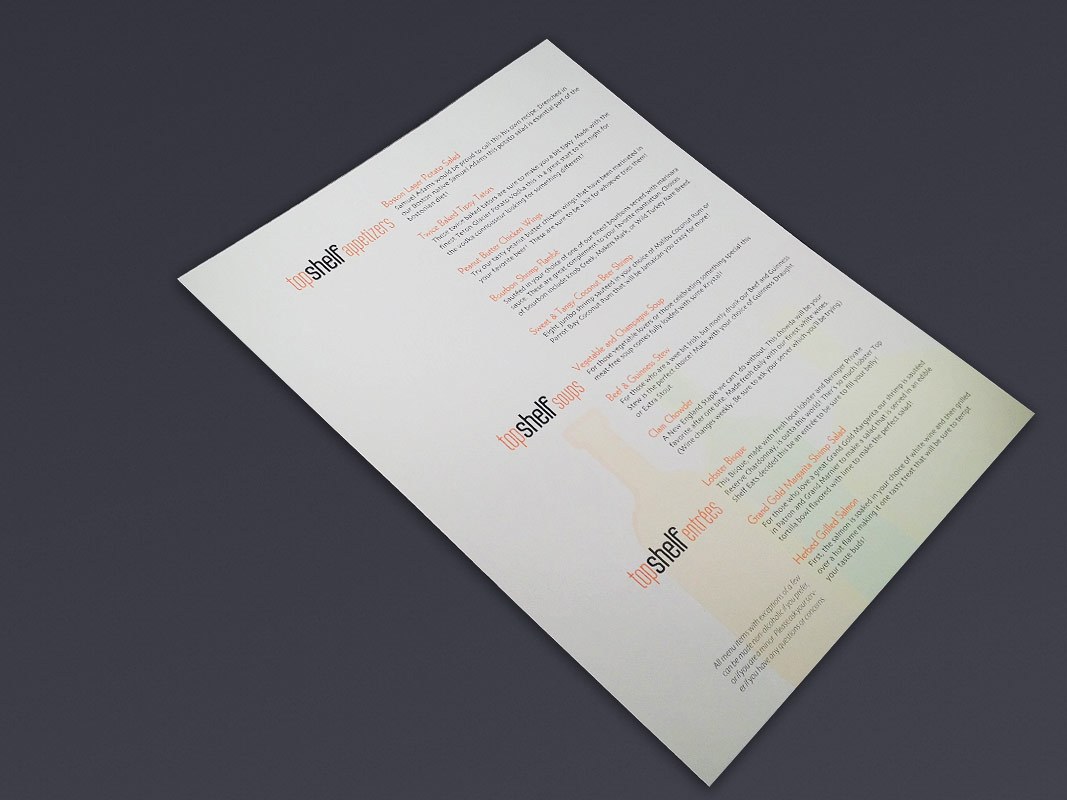 topshelf appetizers
Boston Lager Potato Salad
Samuel Adams would be proud to call this his own recipe. Drenched in
our Boston native Samuel Adams this potato salad is essential part of the
bostonian diet!
Twice Baked Tipsy Tators
These twice baked tators are sure to make you a bit tipsy. Made with the
finest Teton Glacier Potato Vodka this is a great start to the night for
the vodka connoisseur looking for something different!
Peanut Butter Chicken Wings
Try our tasty peanut butter chicken wings that have been marinated in
your favorite beer! These are sure to be a hit for whoever tries them!
Bourbon Shrimp Flambé
Sautéed in your choice of one of our finest bourbons served with marinara
sauce. These are great complement to your favorite manhattan. Choices
of bourbon include Knob Creek, Makers Mark, or Wild Turkey Rare Breed
Sweet & Tangy Coconut Beer Shrimp
Eight jumbo shrimp sautéed in your choice of Malibu Coconut Rum or
Parrot Bay Coconut Rum that will be Jamaican you crazy for more!
topshelf soups
Vegetable and Champagne Soup
For those vegetable lovers or those celebrating something special this
meat-free soup comes fully loaded with some Krystal!
Beef & Guinness Stew
For those who are a wee bit Irish, but mostly drunk our Beef and Guinness
Stew is the perfect choice! Made with your choice of Guinness Draught
or Extra Stout
Clam Chowder
A New England Staple we can't do without. This chowda will be your
favorite after one bite. Made fresh daily with our finest white wines.
(Wine changes weekly. Be sure to ask your server which you'll be trying)
topshelf entrées
Lobster Bisque
This Bisque, made with fresh local lobster and Beringer Private
Reserve Chardonnay, is outta this world! There's so much lobster Top
Shelf Eats decided this be an entrée to be sure to fill your belly!
Grand Gold Margarita Shrimp Salad
For those who love a great Grand Gold Margarita our shrimp is sautéed
in Patron and Grand Marnier to make a salad that is served in an edible
tortilla bowl flavored with lime to make the perfect salad!
Herbed Grilled Salmon
First, the salmon is soaked in your choice of white wine and then grilled
over a hot flame making it one tasty treat that will be sure to tempt
your taste buds!
All menu items with exceptions of a few
can be made non-alcoholic if you prefer,
or if you are a minor. Please ask your serv-
er if you have any questions or concerns